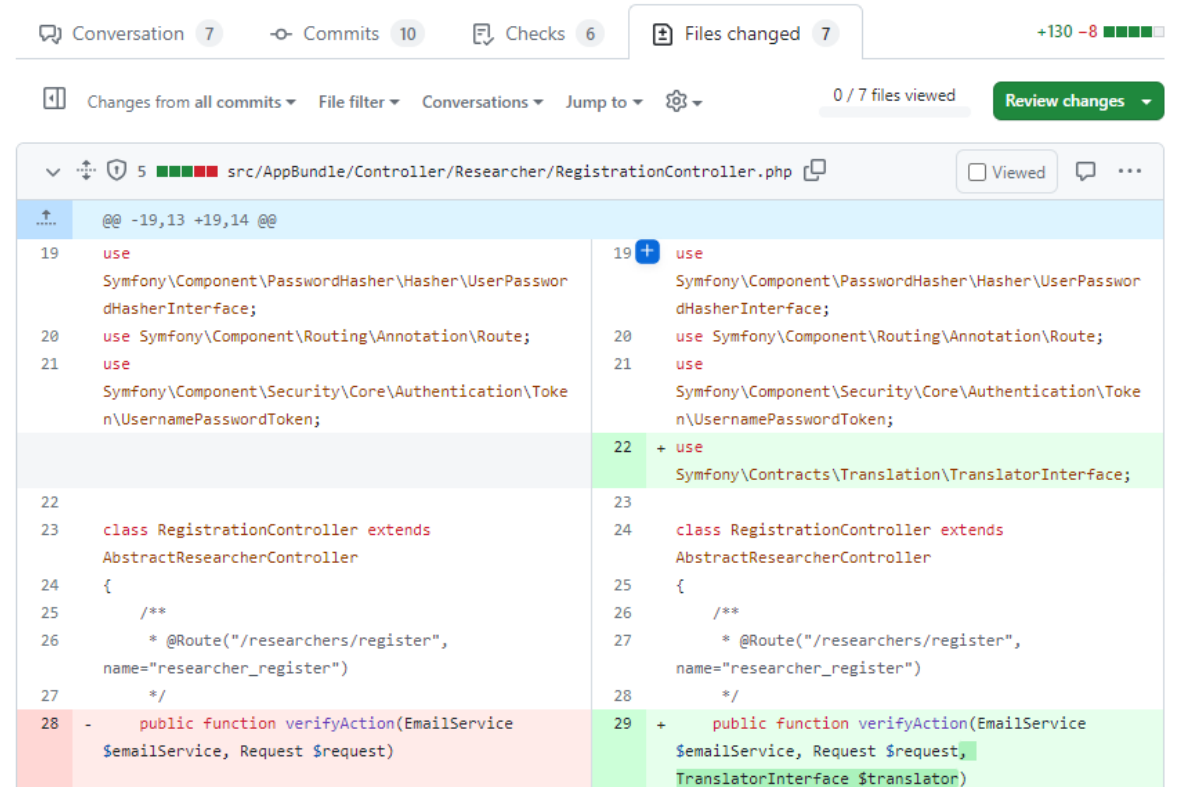 Conversation 7 Commits 10 Checks 6 Files changed 7 +130 −8
Changes from all commits File filter Conversations Jump to 0 / 7 files viewed Review changes
5 src/AppBundle/Controller/Researcher/RegistrationController.php Viewed
@@ -19,13 +19,14 @@
19 use
Symfony\Component\PasswordHasher\Hasher\UserPasswor
dHasherInterface;
20 use Symfony\Component\Routing\Annotation\Route;
21 use
Symfony\Component\Security\Core\Authentication\Toke
n\UsernamePasswordToken;
22
23 class RegistrationController extends
AbstractResearcherController
24 {
25 /**
26 * @Route("/researchers/register",
name="researcher_register")
27 */
28 - public function verifyAction(EmailService
$emailService, Request $request)
19 + use
Symfony\Component\PasswordHasher\Hasher\UserPasswor
dHasherInterface;
20 use Symfony\Component\Routing\Annotation\Route;
21 use
Symfony\Component\Security\Core\Authentication\Toke
n\UsernamePasswordToken;
22 + use
Symfony\Contracts\Translation\TranslatorInterface;
23
24 class RegistrationController extends
AbstractResearcherController
25 {
26 /**
27 * @Route("/researchers/register",
name="researcher_register")
28 */
29 + public function verifyAction(EmailService
$emailService, Request $request,
TranslatorInterface $translator)